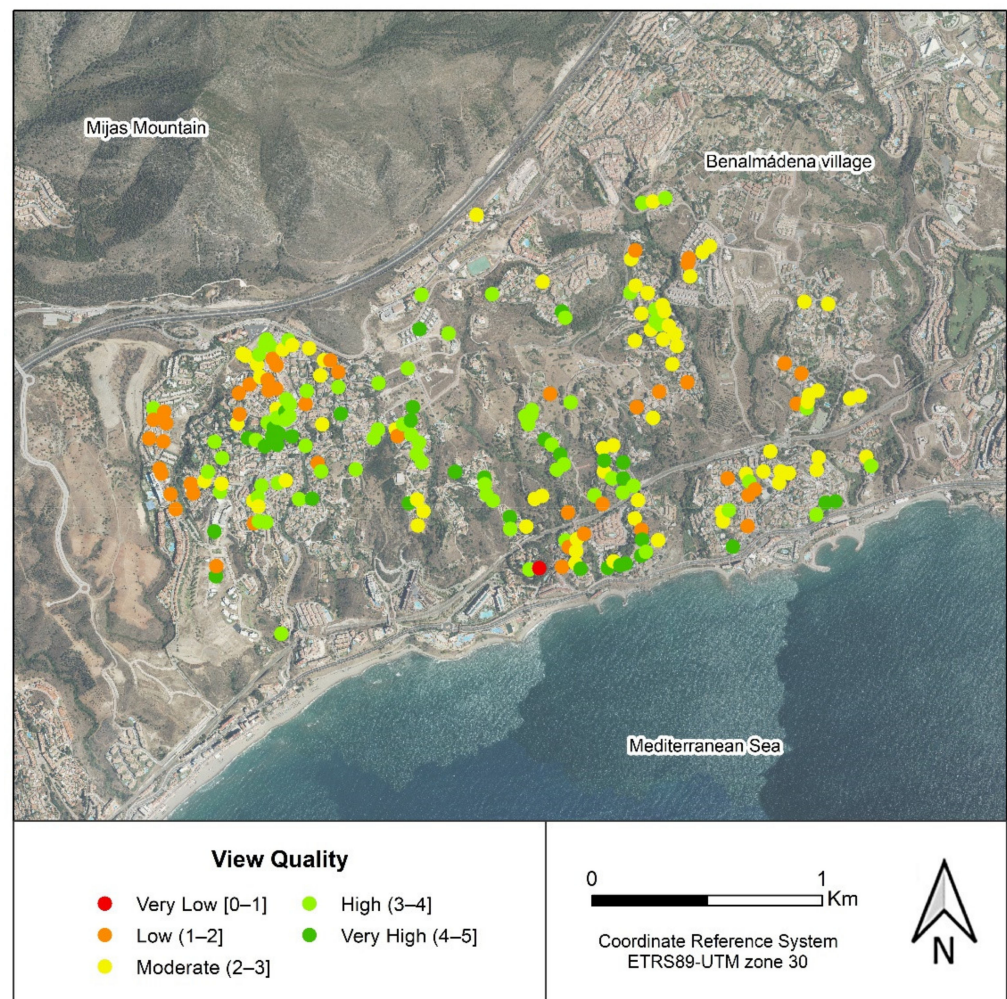 Mijas Mountain
Benalmádena village
Mediterranean Sea
View Quality
Very Low [0–1]
Low (1–2]
Moderate (2–3]
High (3–4]
Very High (4–5]
0 1
Km
Coordinate Reference System
ETRS89-UTM zone 30
N